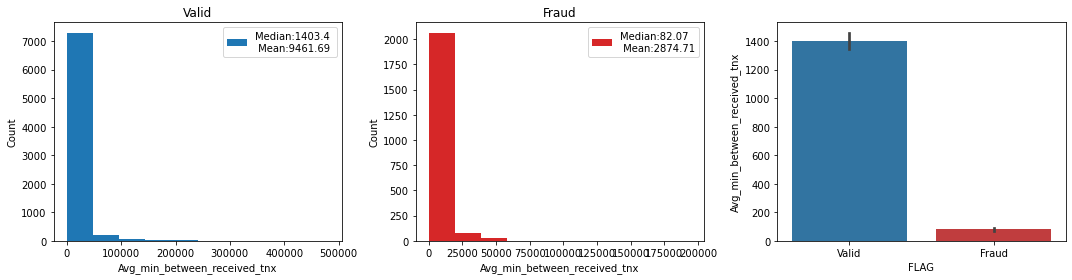 Valid
Median:1403.4
Mean:9461.69
7000
6000
5000
4000
3000
2000
1000
0
Count
0 100000 200000 300000 400000 500000
Avg_min_between_received_tnx
Fraud
Median:82.07
Mean:2874.71
2000
1750
1500
1250
1000
750
500
250
0
Count
0 25000 50000 75000 100000 125000 150000 175000 200000
Avg_min_between_received_tnx
1400
1200
1000
800
600
400
200
0
Avg_min_between_received_tnx
Valid Fraud
FLAG